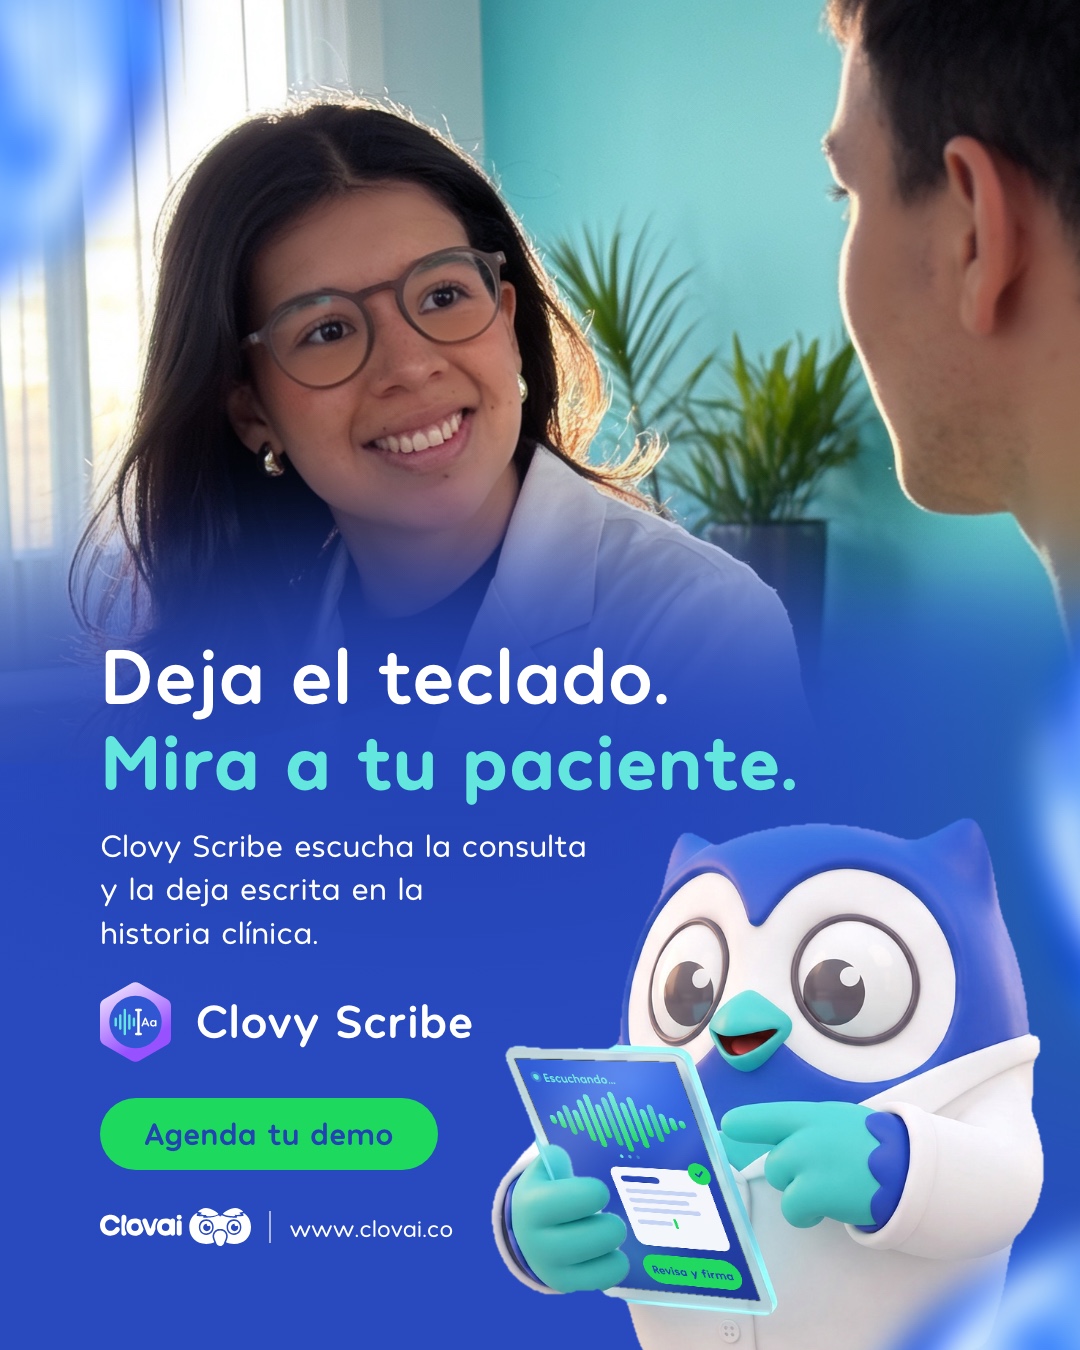 Deja el teclado.
Mira a tu paciente.
Clovy Scribe escucha la consulta
y la deja escrita en la
historia clínica.
Aa
Clovy Scribe
Agenda tu demo
Clovai
www.clovai.co
Escuchando...
Revisa y firma